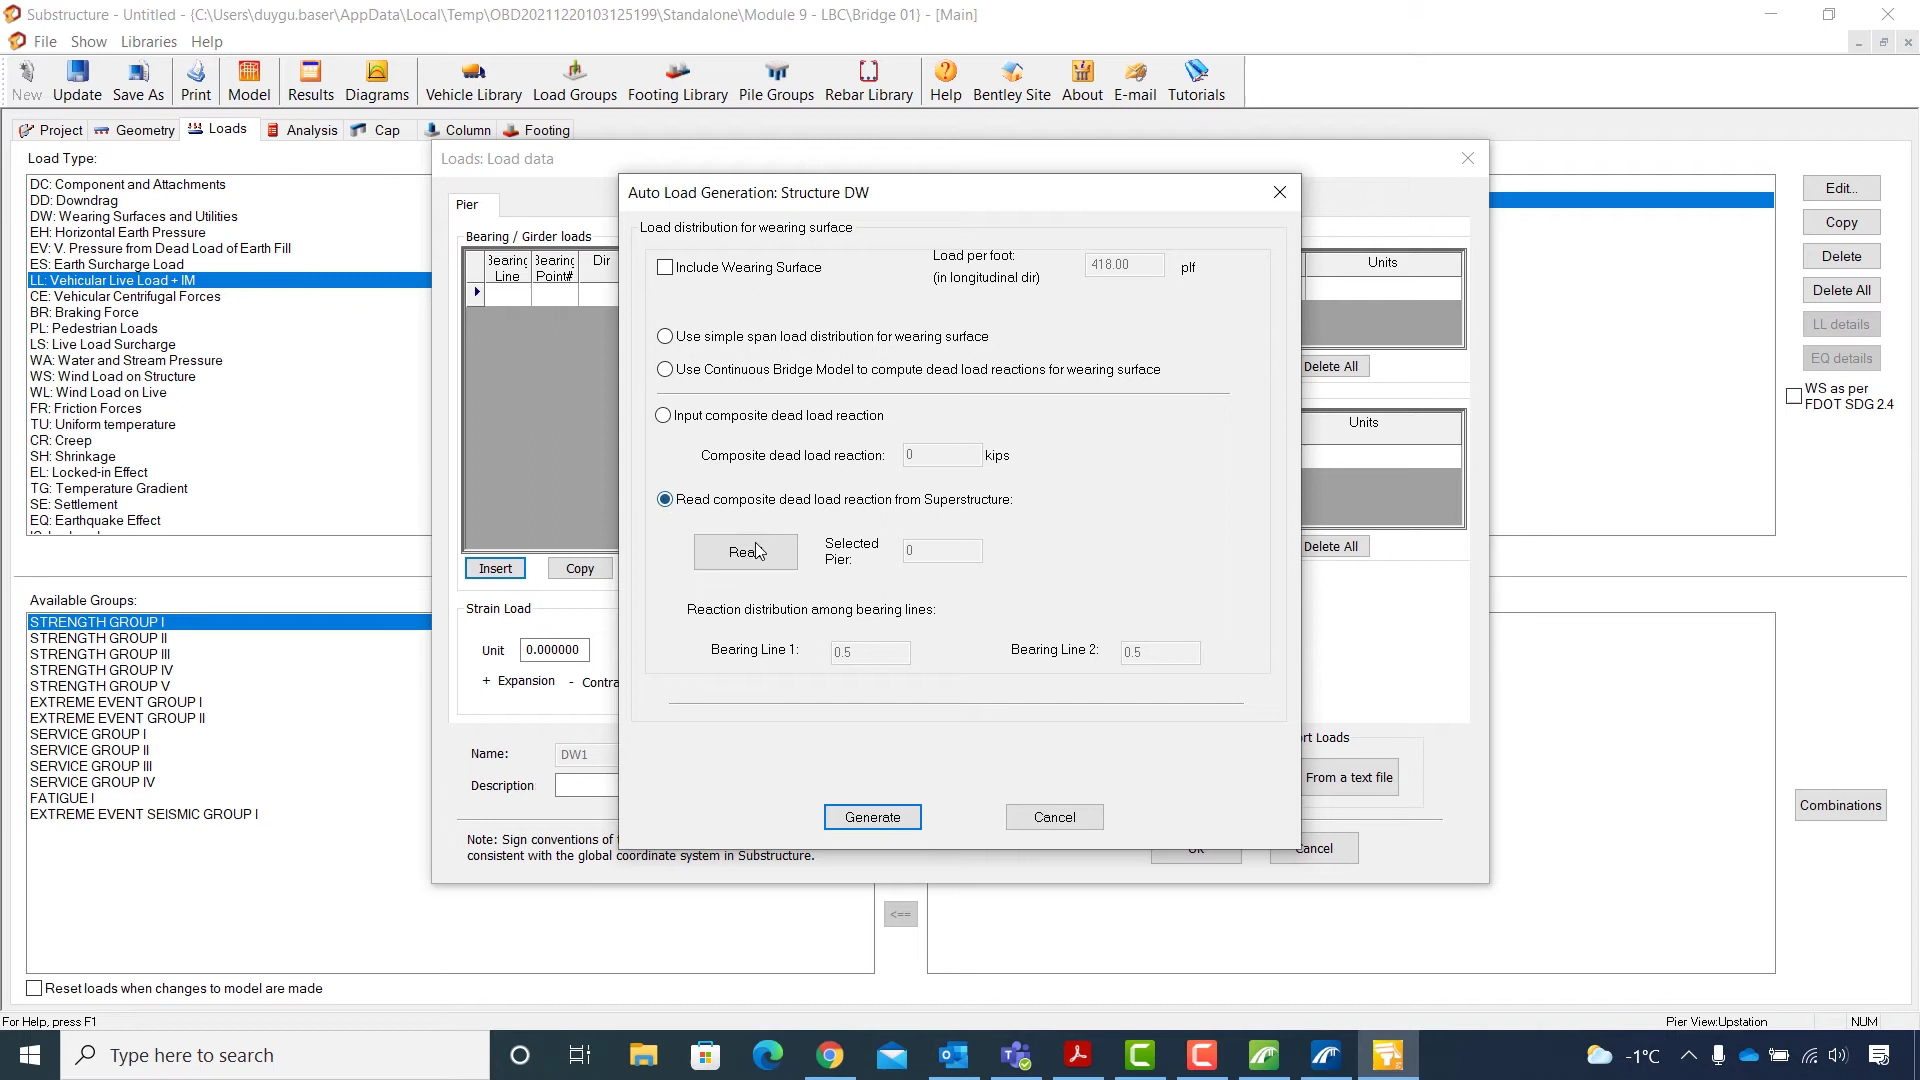 Substructure - Untitled - {C:\Users\duygu.baser\AppData\Local\Temp\OBD20211220103125199\Standalone\Module 9 - LBC\Bridge 01} - [Main]
File Show Libraries Help
New Update Save As Print Model Results Diagrams Vehicle Library Load Groups Footing Library Pile Groups Rebar Library Help Bentley Site About E-mail Tutorials
Project Geometry Loads Analysis Cap Column Footing
Load Type:
DC: Component and Attachments
DD: Downdrag
DW: Wearing Surfaces and Utilities
EH: Horizontal Earth Pressure
EV: V. Pressure from Dead Load of Earth Fill
ES: Earth Surcharge Load
LL: Vehicular Live Load + IM
CE: Vehicular Centrifugal Forces
BR: Braking Force
PL: Pedestrian Loads
LS: Live Load Surcharge
WA: Water and Stream Pressure
WS: Wind Load on Structure
WL: Wind Load on Live
FR: Friction Forces
TU: Uniform temperature
CR: Creep
SH: Shrinkage
EL: Locked-in Effect
TG: Temperature Gradient
SE: Settlement
EQ: Earthquake Effect
Available Groups:
STRENGTH GROUP I
STRENGTH GROUP II
STRENGTH GROUP III
STRENGTH GROUP IV
STRENGTH GROUP V
EXTREME EVENT GROUP I
EXTREME EVENT GROUP II
SERVICE GROUP I
SERVICE GROUP II
SERVICE GROUP III
SERVICE GROUP IV
FATIGUE I
EXTREME EVENT SEISMIC GROUP I
Reset loads when changes to model are made
Loads: Load data
Pier
Bearing / Girder loads
Bearing Bearing Dir
Line Point#
Insert Copy
Strain Load
Unit 0.000000
+ Expansion - Contra
Name: DW1
Description:
Note: Sign conventions of
consistent with the global coordinate system in Substructure.
Auto Load Generation: Structure DW
Load distribution for wearing surface
Include Wearing Surface
Load per foot:
(in longitudinal dir)
418.00 plf
Use simple span load distribution for wearing surface
Use Continuous Bridge Model to compute dead load reactions for wearing surface
Input composite dead load reaction
Composite dead load reaction: 0 kips
Read composite dead load reaction from Superstructure:
Read
Selected
Pier:
0
Reaction distribution among bearing lines:
Bearing Line 1: 0.5 Bearing Line 2: 0.5
Generate Cancel
Units
Delete All
Units
Delete All
rt Loads
From a text file
OK Cancel
<==
Edit...
Copy
Delete
Delete All
LL details
EQ details
WS as per
FDOT SDG 2.4
Combinations
For Help, press F1
Pier View:Upstation NUM
Type here to search
-1°C